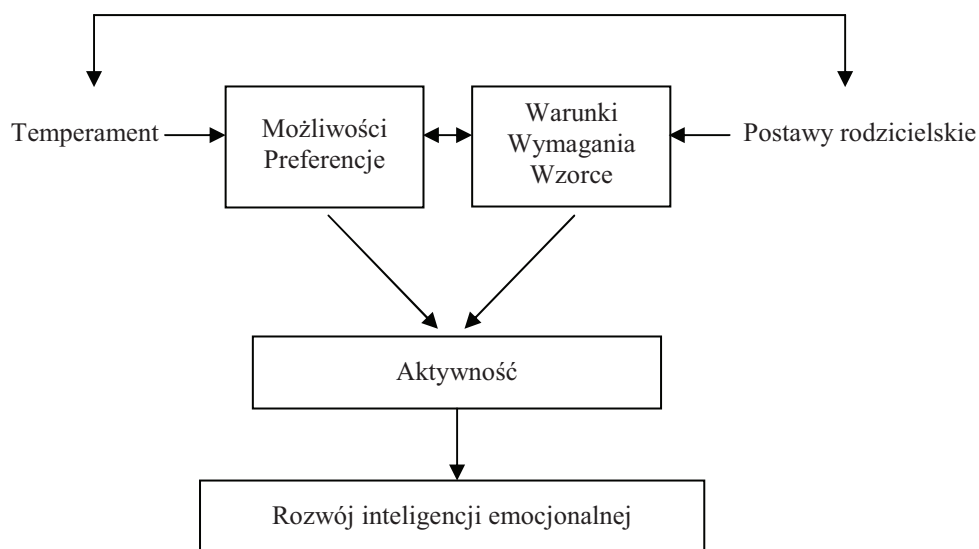 Temperament
Możliwości
Preferencje
Warunki
Wymagania
Wzorce
Postawy rodzicielskie
Aktywność
Rozwój inteligencji emocjonalnej